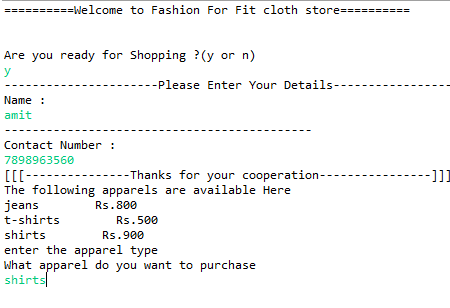 ==========Welcome to Fashion For Fit cloth store==========
Are you ready for Shopping ?(y or n)
y
----------------------Please Enter Your Details-----------------
Name :
amit
--------------------------------------------
Contact Number :
7898963560
[[[---------------Thanks for your cooperation----------------]]]
The following apparels are available Here
jeans        Rs.800
t-shirts        Rs.500
shirts        Rs.900
enter the apparel type
What apparel do you want to purchase
shirts